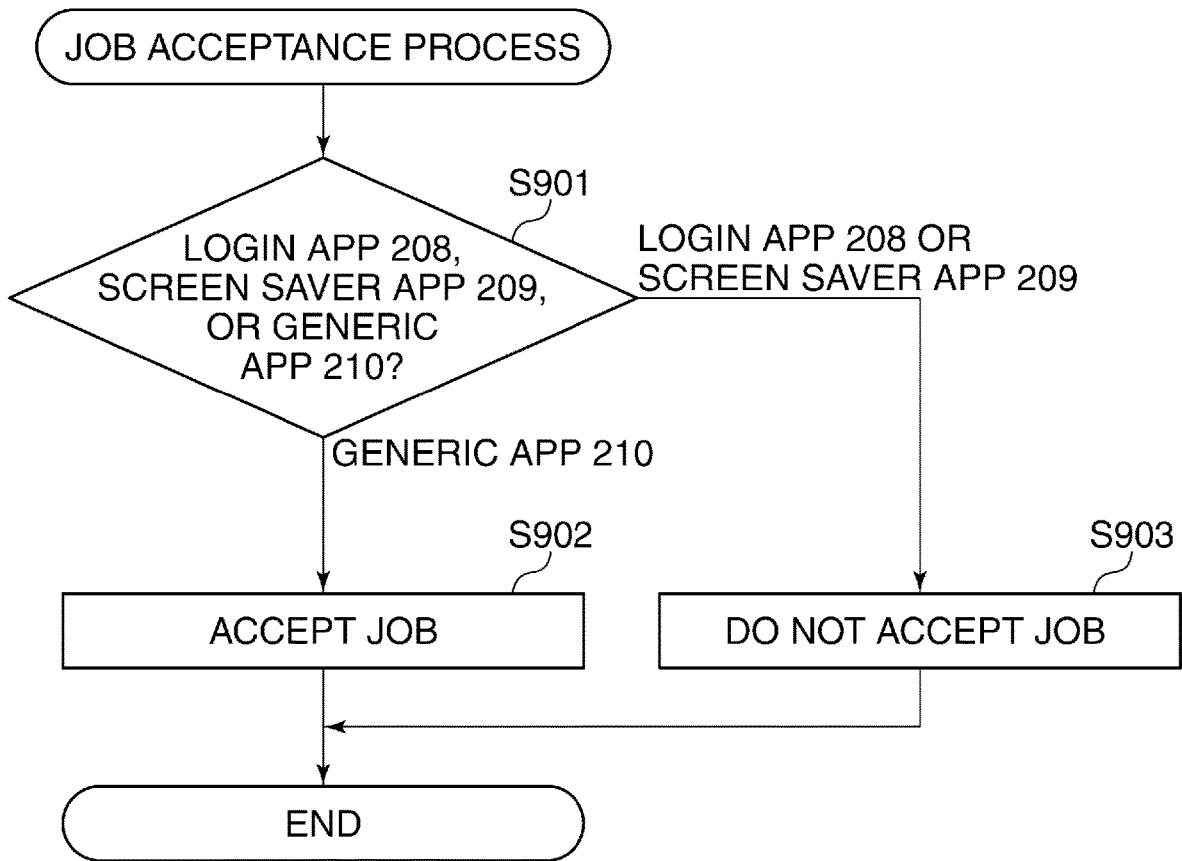 JOB ACCEPTANCE PROCESS
S901
LOGIN APP 208,
SCREEN SAVER APP 209,
OR GENERIC
APP 210?
LOGIN APP 208 OR
SCREEN SAVER APP 209
GENERIC APP 210
S902
ACCEPT JOB
S903
DO NOT ACCEPT JOB
END